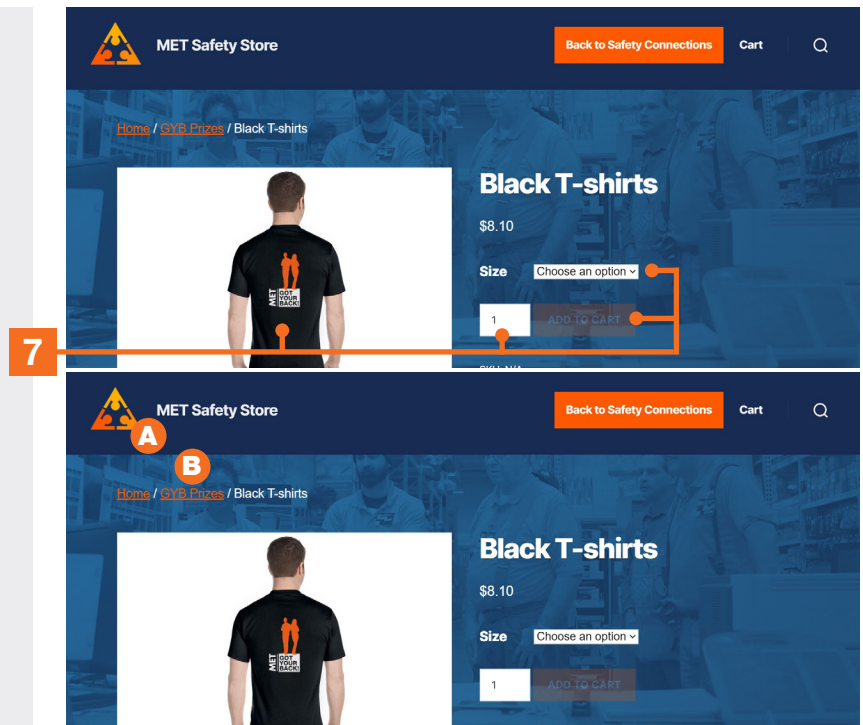 MET Safety Store
Back to Safety Connections
Cart
Home / GYB Prizes / Black T-shirts
Black T-shirts
$8.10
Size
Choose an option
MET
GOT
YOUR
BACK!
1
ADD TO CART
7
SKU: N/A
MET Safety Store
Back to Safety Connections
Cart
A
B
Home / GYB Prizes / Black T-shirts
Black T-shirts
$8.10
Size
Choose an option
MET
GOT
YOUR
BACK!
1
ADD TO CART